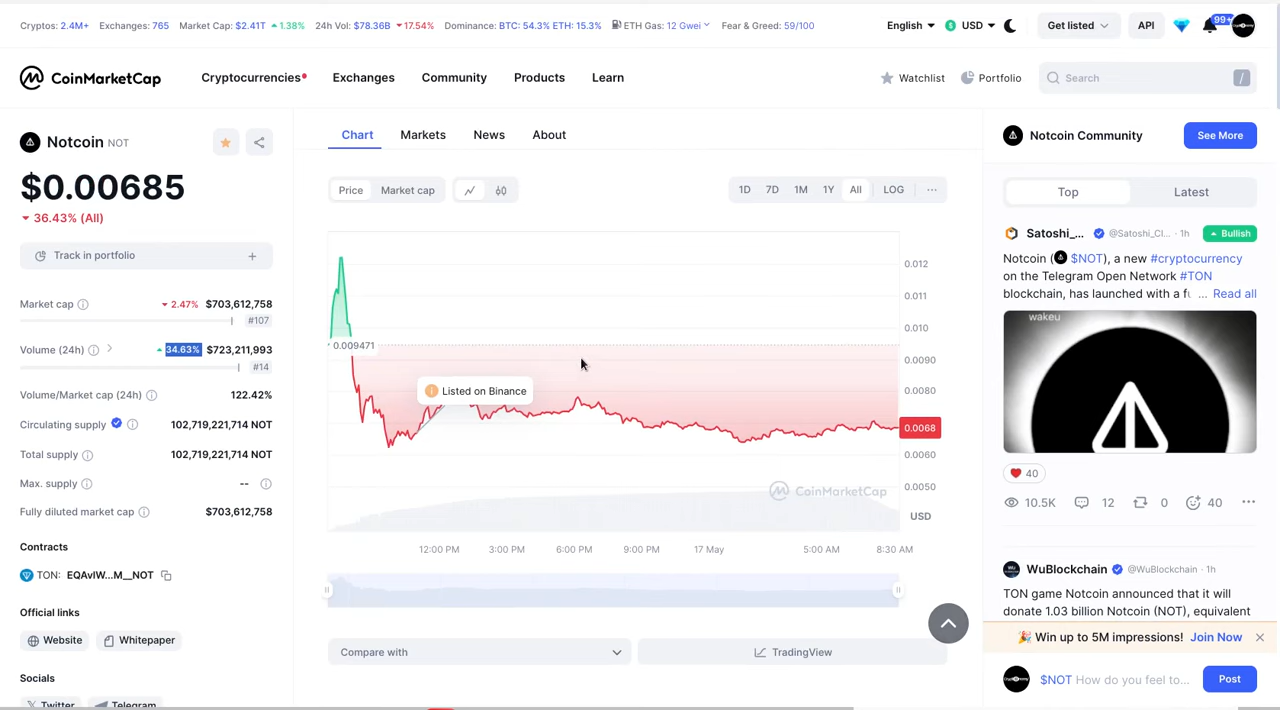 Cryptos: 2.4M+ Exchanges: 765 Market Cap: $2.41T 1.38% 24h Vol: $78.36B 17.54% Dominance: BTC: 54.3% ETH: 15.3% ETH Gas: 12 Gwei Fear & Greed: 59/100
English USD Get listed API 99+
CoinMarketCap Cryptocurrencies Exchanges Community Products Learn
Watchlist Portfolio Search /
Notcoin NOT
$0.00685
36.43% (All)
Track in portfolio +
Market cap 2.47% $703,612,758
#107
Volume (24h) 34.63% $723,211,993
#14
Volume/Market cap (24h) 122.42%
Circulating supply 102,719,221,714 NOT
Total supply 102,719,221,714 NOT
Max. supply --
Fully diluted market cap $703,612,758
Contracts
TON: EQAvlW...M__NOT
Official links
Website Whitepaper
Socials
Twitter Telegram
Chart Markets News About
Price Market cap
1D 7D 1M 1Y All LOG ...
0.012
0.011
0.010
0.009471
0.0090
0.0080
Listed on Binance
0.0068
0.0060
0.0050
CoinMarketCap
USD
12:00 PM 3:00 PM 6:00 PM 9:00 PM 17 May 5:00 AM 8:30 AM
Compare with TradingView
Notcoin Community See More
Top Latest
Satoshi_... @Satoshi_Cl... · 1h Bullish
Notcoin ( $NOT), a new #cryptocurrency
on the Telegram Open Network #TON
blockchain, has launched with a fu ... Read all
wakeu
40
10.5K 12 0 40 ...
WuBlockchain @WuBlockchain · 1h
TON game Notcoin announced that it will
donate 1.03 billion Notcoin (NOT), equivalent
Win up to 5M impressions! Join Now
$NOT How do you feel to... Post